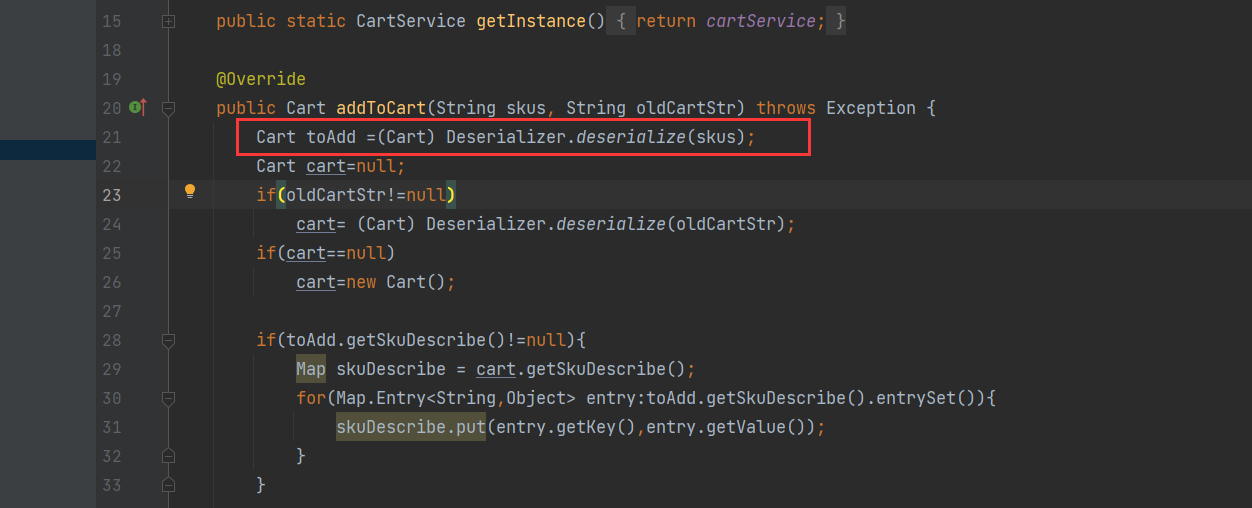 15 public static CartService getInstance() { return cartService; }
18
19 @Override
20 public Cart addToCart(String skus, String oldCartStr) throws Exception {
21 Cart toAdd =(Cart) Deserializer.deserialize(skus);
22 Cart cart=null;
23 if(oldCartStr!=null)
24 cart= (Cart) Deserializer.deserialize(oldCartStr);
25 if(cart==null)
26 cart=new Cart();
27
28 if(toAdd.getSkuDescribe()!=null){
29 Map skuDescribe = cart.getSkuDescribe();
30 for(Map.Entry<String,Object> entry:toAdd.getSkuDescribe().entrySet()){
31 skuDescribe.put(entry.getKey(),entry.getValue());
32 }
33 }